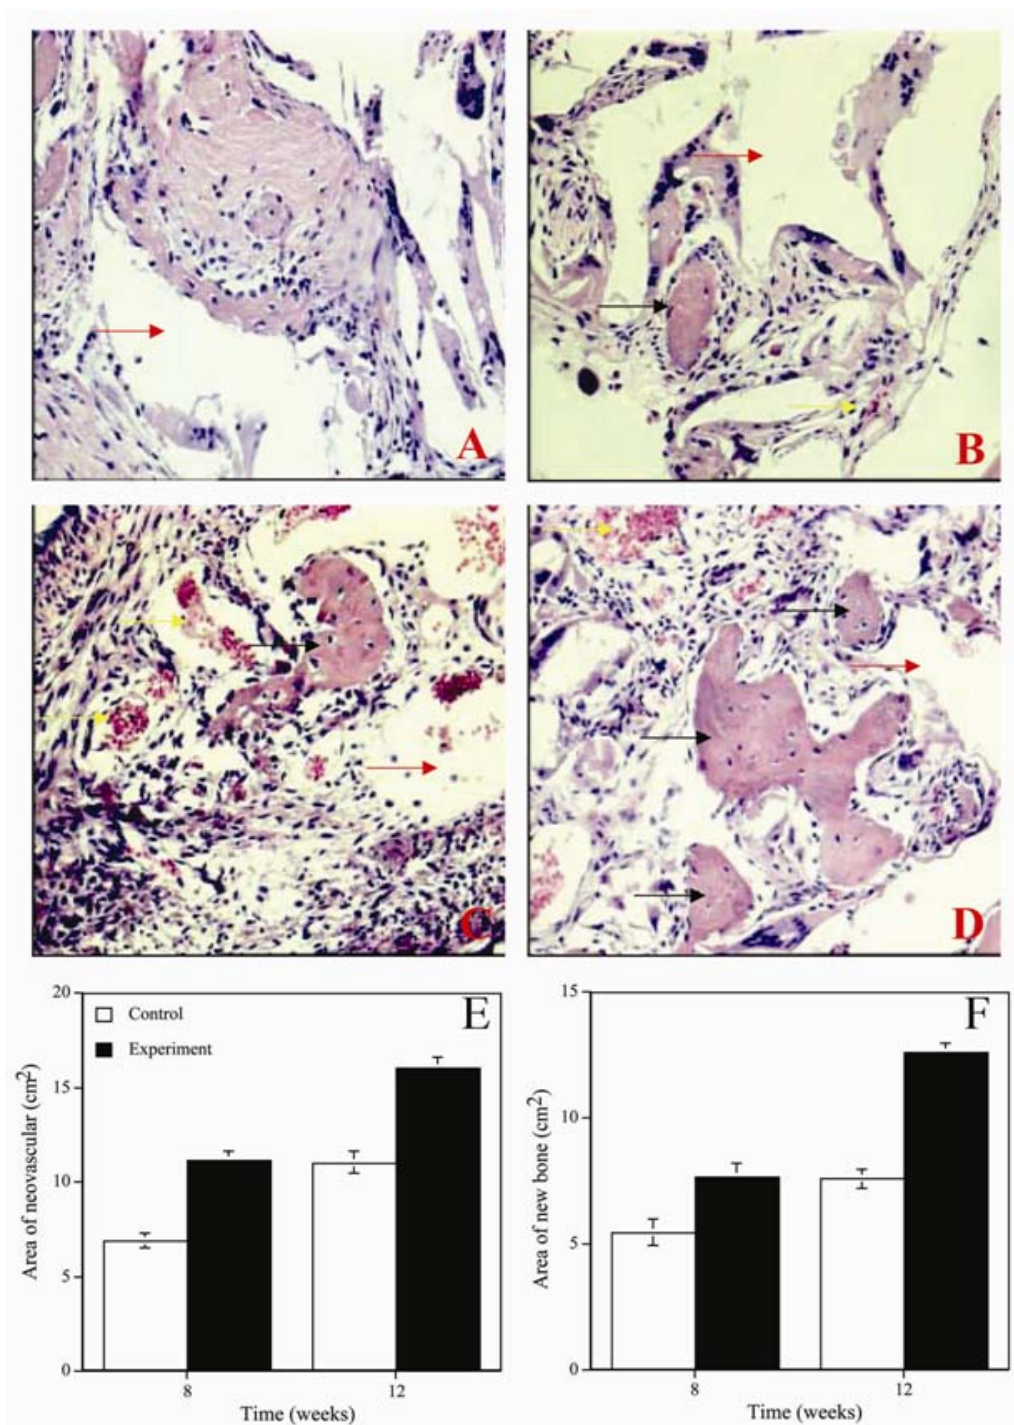 A
B
C
D
20
15
10
5
0
Area of neovascular (cm2)
Control
Experiment
E
8
12
Time (weeks)
15
10
5
0
Area of new bone (cm2)
F
8
12
Time (weeks)